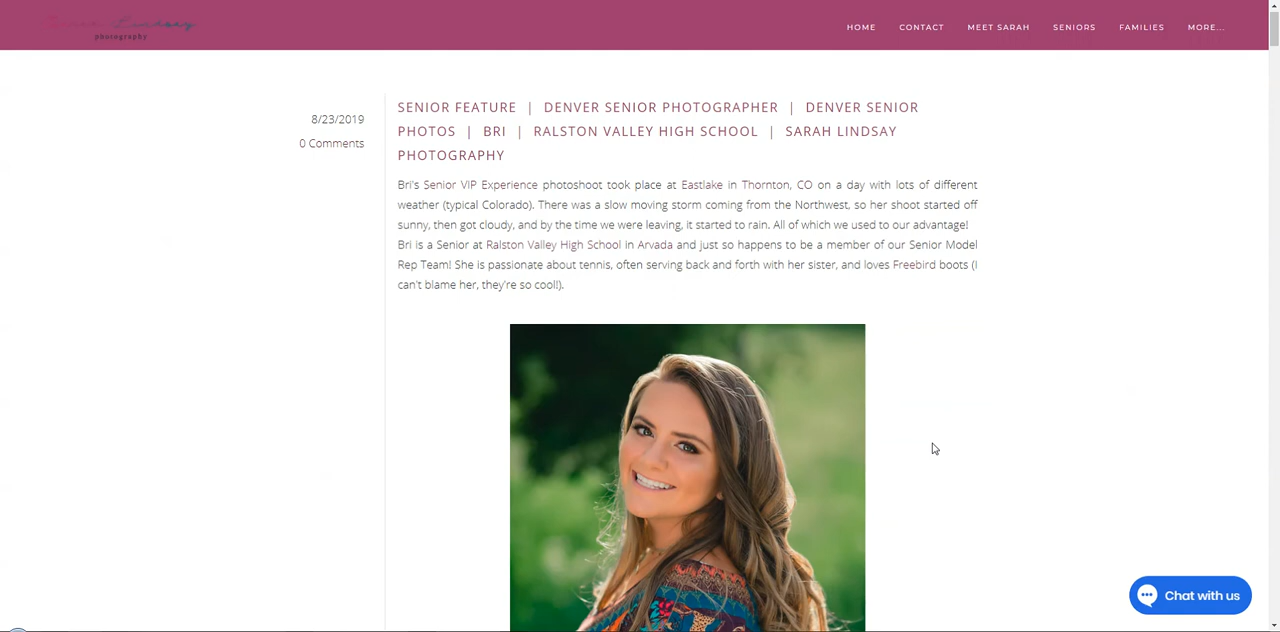 Sarah Lindsay
photography
HOME CONTACT MEET SARAH SENIORS FAMILIES MORE...
8/23/2019
0 Comments
SENIOR FEATURE | DENVER SENIOR PHOTOGRAPHER | DENVER SENIOR
PHOTOS | BRI | RALSTON VALLEY HIGH SCHOOL | SARAH LINDSAY
PHOTOGRAPHY
Bri's Senior VIP Experience photoshoot took place at Eastlake in Thornton, CO on a day with lots of different
weather (typical Colorado). There was a slow moving storm coming from the Northwest, so her shoot started off
sunny, then got cloudy, and by the time we were leaving, it started to rain. All of which we used to our advantage!
Bri is a Senior at Ralston Valley High School in Arvada and just so happens to be a member of our Senior Model
Rep Team! She is passionate about tennis, often serving back and forth with her sister, and loves Freebird boots (I
can't blame her, they're so cool!).
Chat with us